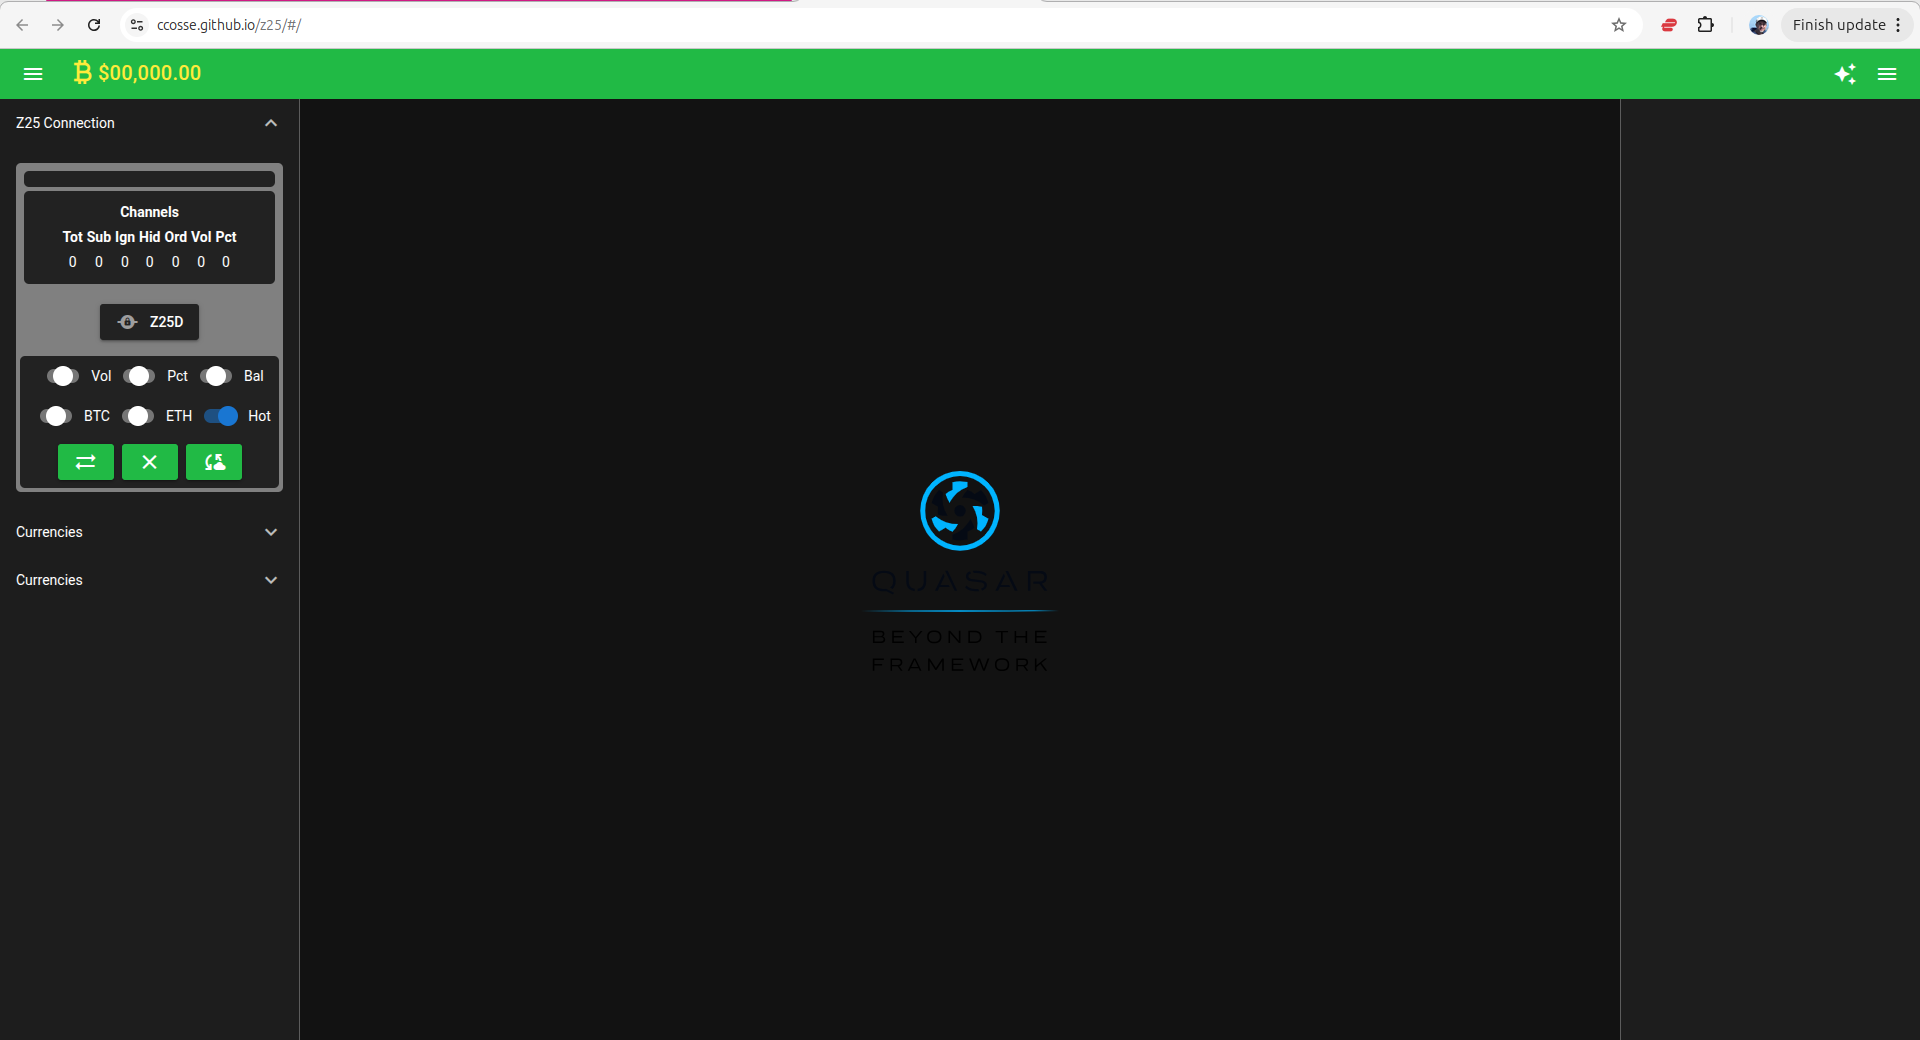 ccosse.github.io/z25/#/
Finish update
$00,000.00
Z25 Connection
Channels
Tot Sub Ign Hid Ord Vol Pct
0 0 0 0 0 0 0
Z25D
Vol Pct Bal
BTC ETH Hot
Currencies
Currencies
QUASAR
BEYOND THE
FRAMEWORK